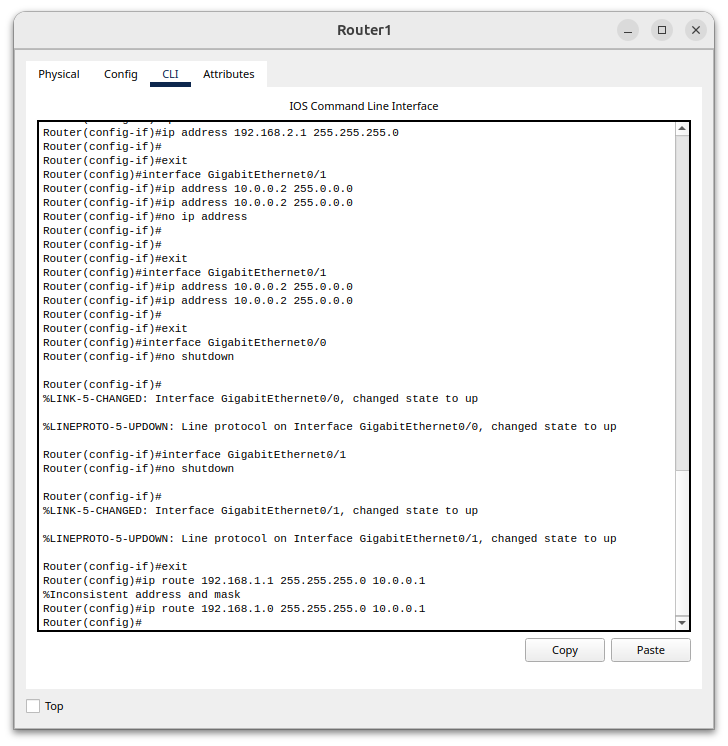 Router1
Physical Config CLI Attributes
IOS Command Line Interface
Router(config-if)#ip address 192.168.2.1 255.255.255.0
Router(config-if)#
Router(config-if)#exit
Router(config)#interface GigabitEthernet0/1
Router(config-if)#ip address 10.0.0.2 255.0.0.0
Router(config-if)#ip address 10.0.0.2 255.0.0.0
Router(config-if)#no ip address
Router(config-if)#
Router(config-if)#
Router(config-if)#exit
Router(config)#interface GigabitEthernet0/1
Router(config-if)#ip address 10.0.0.2 255.0.0.0
Router(config-if)#ip address 10.0.0.2 255.0.0.0
Router(config-if)#
Router(config-if)#exit
Router(config)#interface GigabitEthernet0/0
Router(config-if)#no shutdown
Router(config-if)#
%LINK-5-CHANGED: Interface GigabitEthernet0/0, changed state to up
%LINEPROTO-5-UPDOWN: Line protocol on Interface GigabitEthernet0/0, changed state to up
Router(config-if)#interface GigabitEthernet0/1
Router(config-if)#no shutdown
Router(config-if)#
%LINK-5-CHANGED: Interface GigabitEthernet0/1, changed state to up
%LINEPROTO-5-UPDOWN: Line protocol on Interface GigabitEthernet0/1, changed state to up
Router(config-if)#exit
Router(config)#ip route 192.168.1.1 255.255.255.0 10.0.0.1
%Inconsistent address and mask
Router(config)#ip route 192.168.1.0 255.255.255.0 10.0.0.1
Router(config)#
Copy Paste
Top